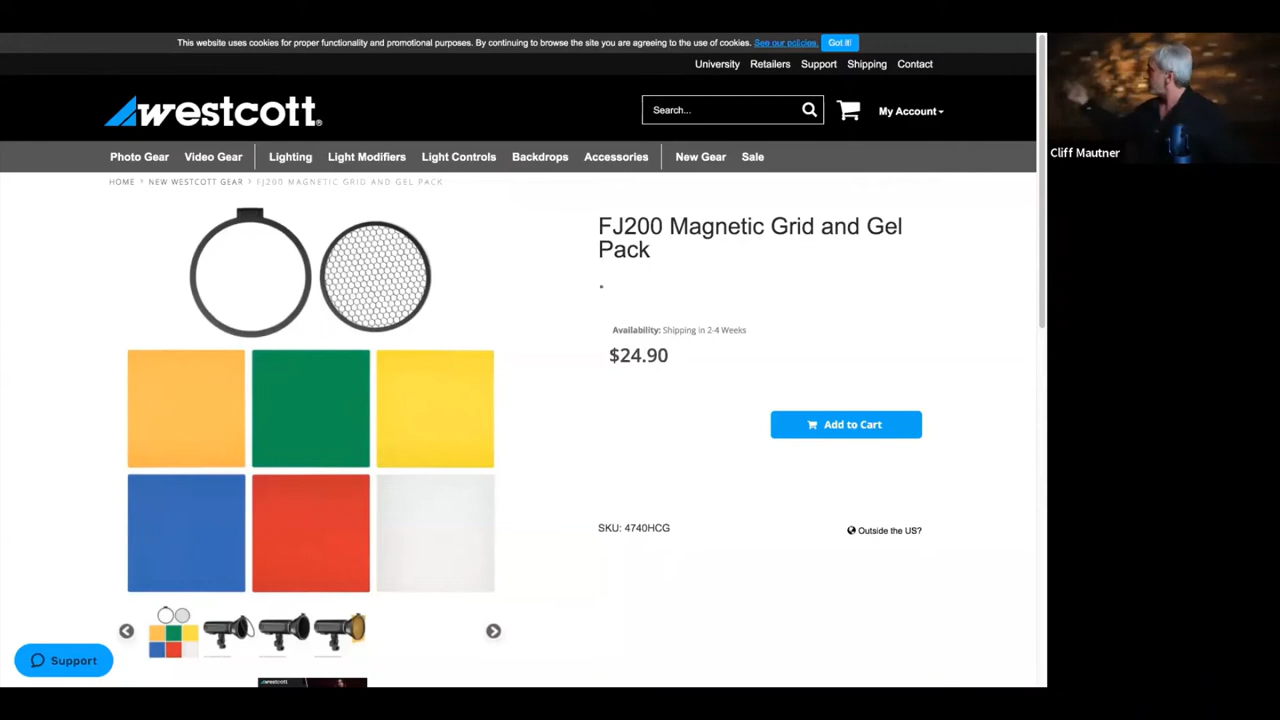 This website uses cookies for proper functionality and promotional purposes. By continuing to browse the site you are agreeing to the use of cookies. See our policies. Got it!
University Retailers Support Shipping Contact
westcott®
Search...
My Account
Photo Gear Video Gear Lighting Light Modifiers Light Controls Backdrops Accessories New Gear Sale
HOME > NEW WESTCOTT GEAR > FJ200 MAGNETIC GRID AND GEL PACK
FJ200 Magnetic Grid and Gel
Pack
Availability: Shipping in 2-4 Weeks
$24.90
Add to Cart
SKU: 4740HCG
Outside the US?
Support
westcott
Cliff Mautner